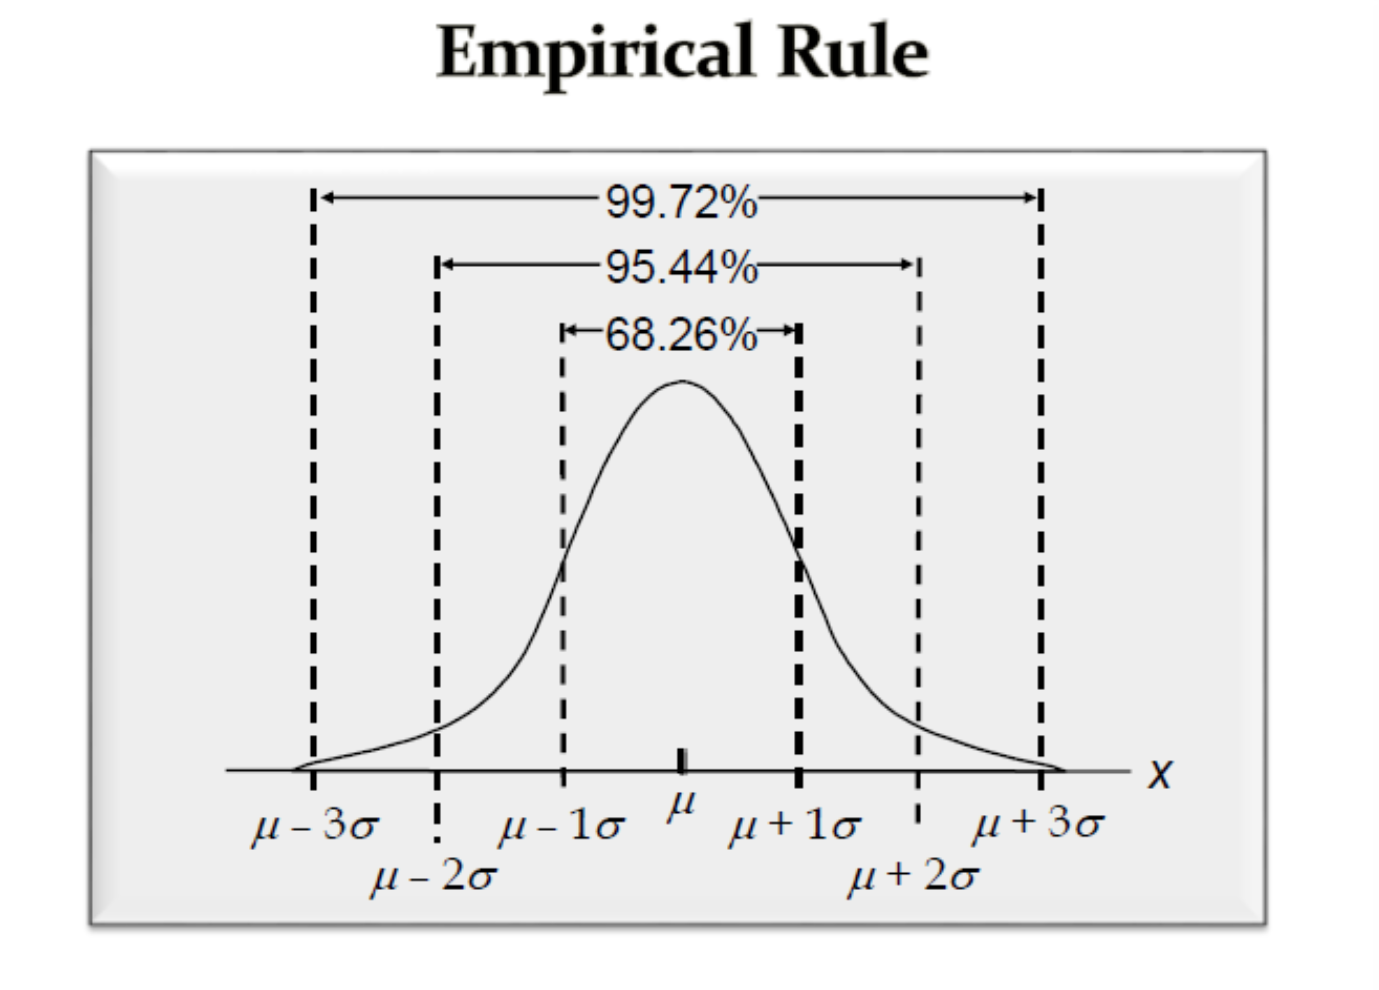 Empirical Rule
99.72%
95.44%
68.26%
x
μ – 3σ
μ – 2σ
μ – 1σ
μ
μ + 1σ
μ + 2σ
μ + 3σ